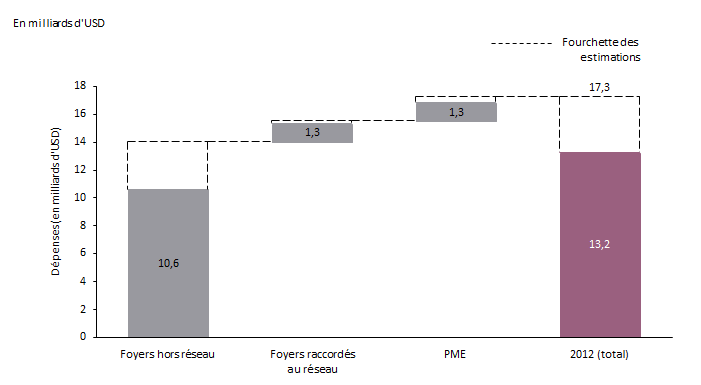 En milliards d'USD
Fourchette des
estimations
Dépenses (en milliards d'USD)
18
16
14
12
10
8
6
4
2
0
10,6
1,3
1,3
17,3
13,2
Foyers hors réseau
Foyers raccordés
au réseau
PME
2012 (total)